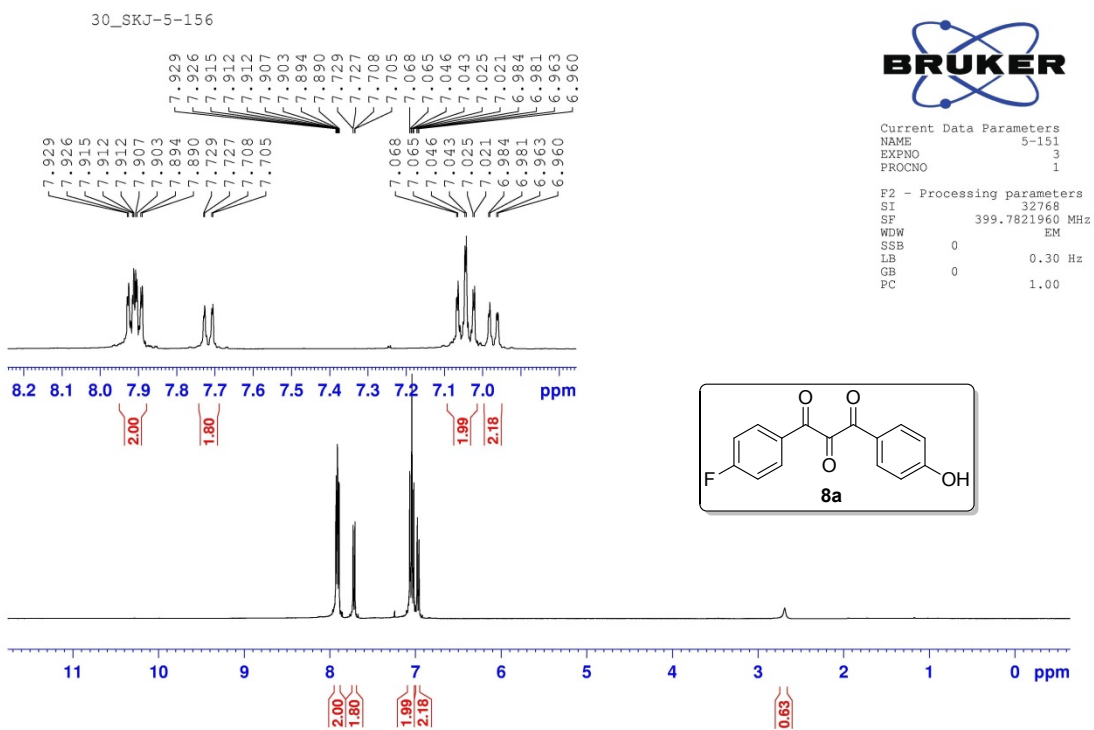 30_SKJ-5-156
7.929
7.926
7.915
7.912
7.912
7.907
7.903
7.894
7.890
7.729
7.727
7.708
7.705
7.068
7.065
7.046
7.043
7.025
7.021
6.984
6.981
6.963
6.960
BRUKER
Current Data Parameters
NAME 5-151
EXPNO 3
PROCNO 1
F2 - Processing parameters
SI 32768
SF 399.7821960 MHz
WDW EM
SSB 0
LB 0.30 Hz
GB 0
PC 1.00
7.929
7.926
7.915
7.912
7.912
7.907
7.903
7.894
7.890
7.729
7.727
7.708
7.705
7.068
7.065
7.046
7.043
7.025
7.021
6.984
6.981
6.963
6.960
8.2 8.1 8.0 7.9 7.8 7.7 7.6 7.5 7.4 7.3 7.2 7.1 7.0 ppm
2.00 1.80 1.99 2.18
O O
O
F OH
8a
11 10 9 8 7 6 5 4 3 2 1 0 ppm
2.00 1.80 1.99 2.18 0.63